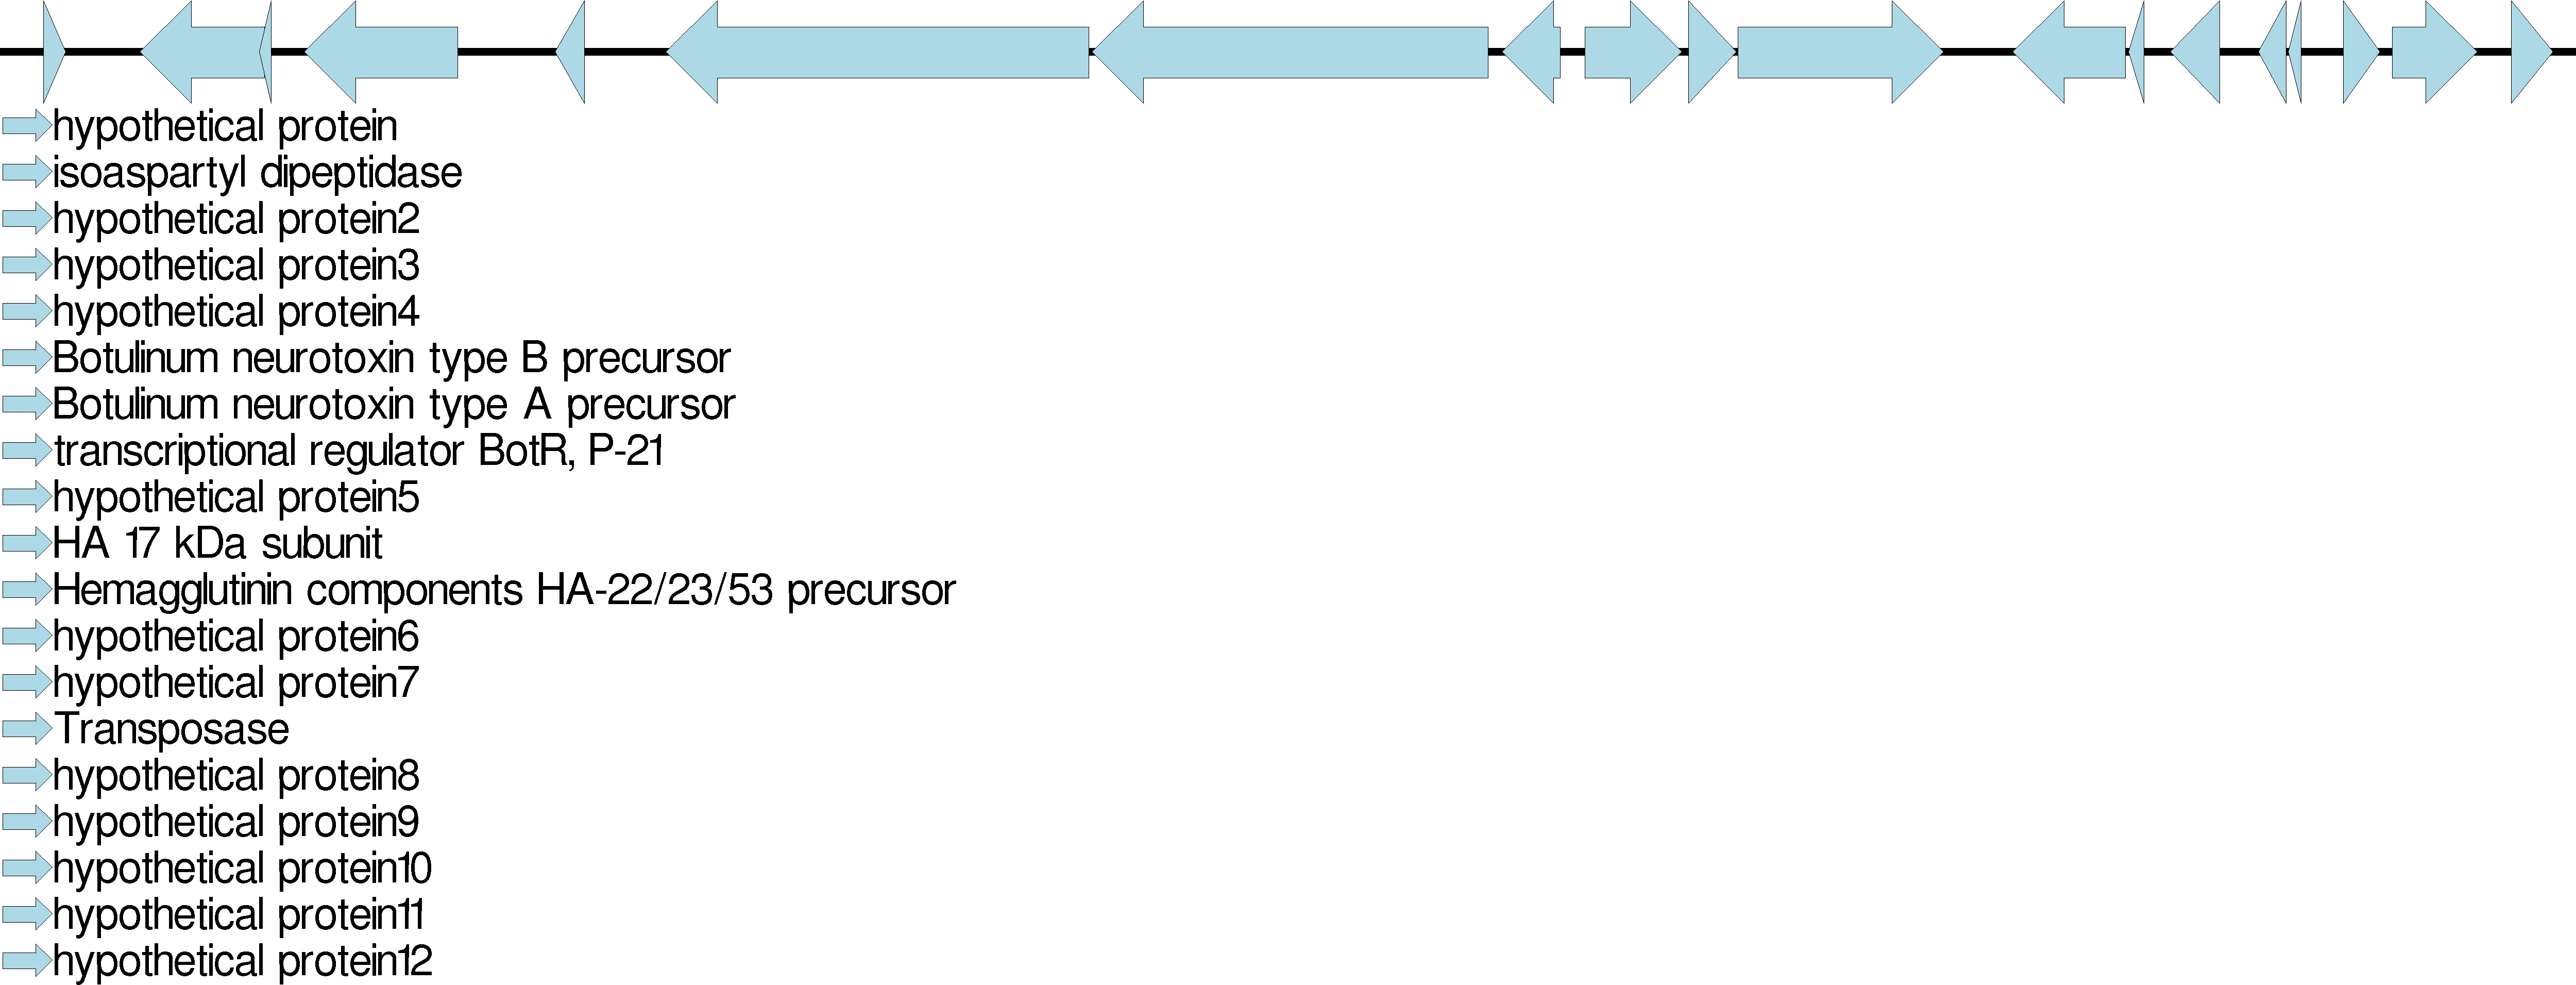 hypothetical protein
isoaspartyl dipeptidase
hypothetical protein2
hypothetical protein3
hypothetical protein4
Botulinum neurotoxin type B precursor
Botulinum neurotoxin type A precursor
transcriptional regulator BotR, P-21
hypothetical protein5
HA 17 kDa subunit
Hemagglutinin components HA-22/23/53 precursor
hypothetical protein6
hypothetical protein7
Transposase
hypothetical protein8
hypothetical protein9
hypothetical protein10
hypothetical protein11
hypothetical protein12